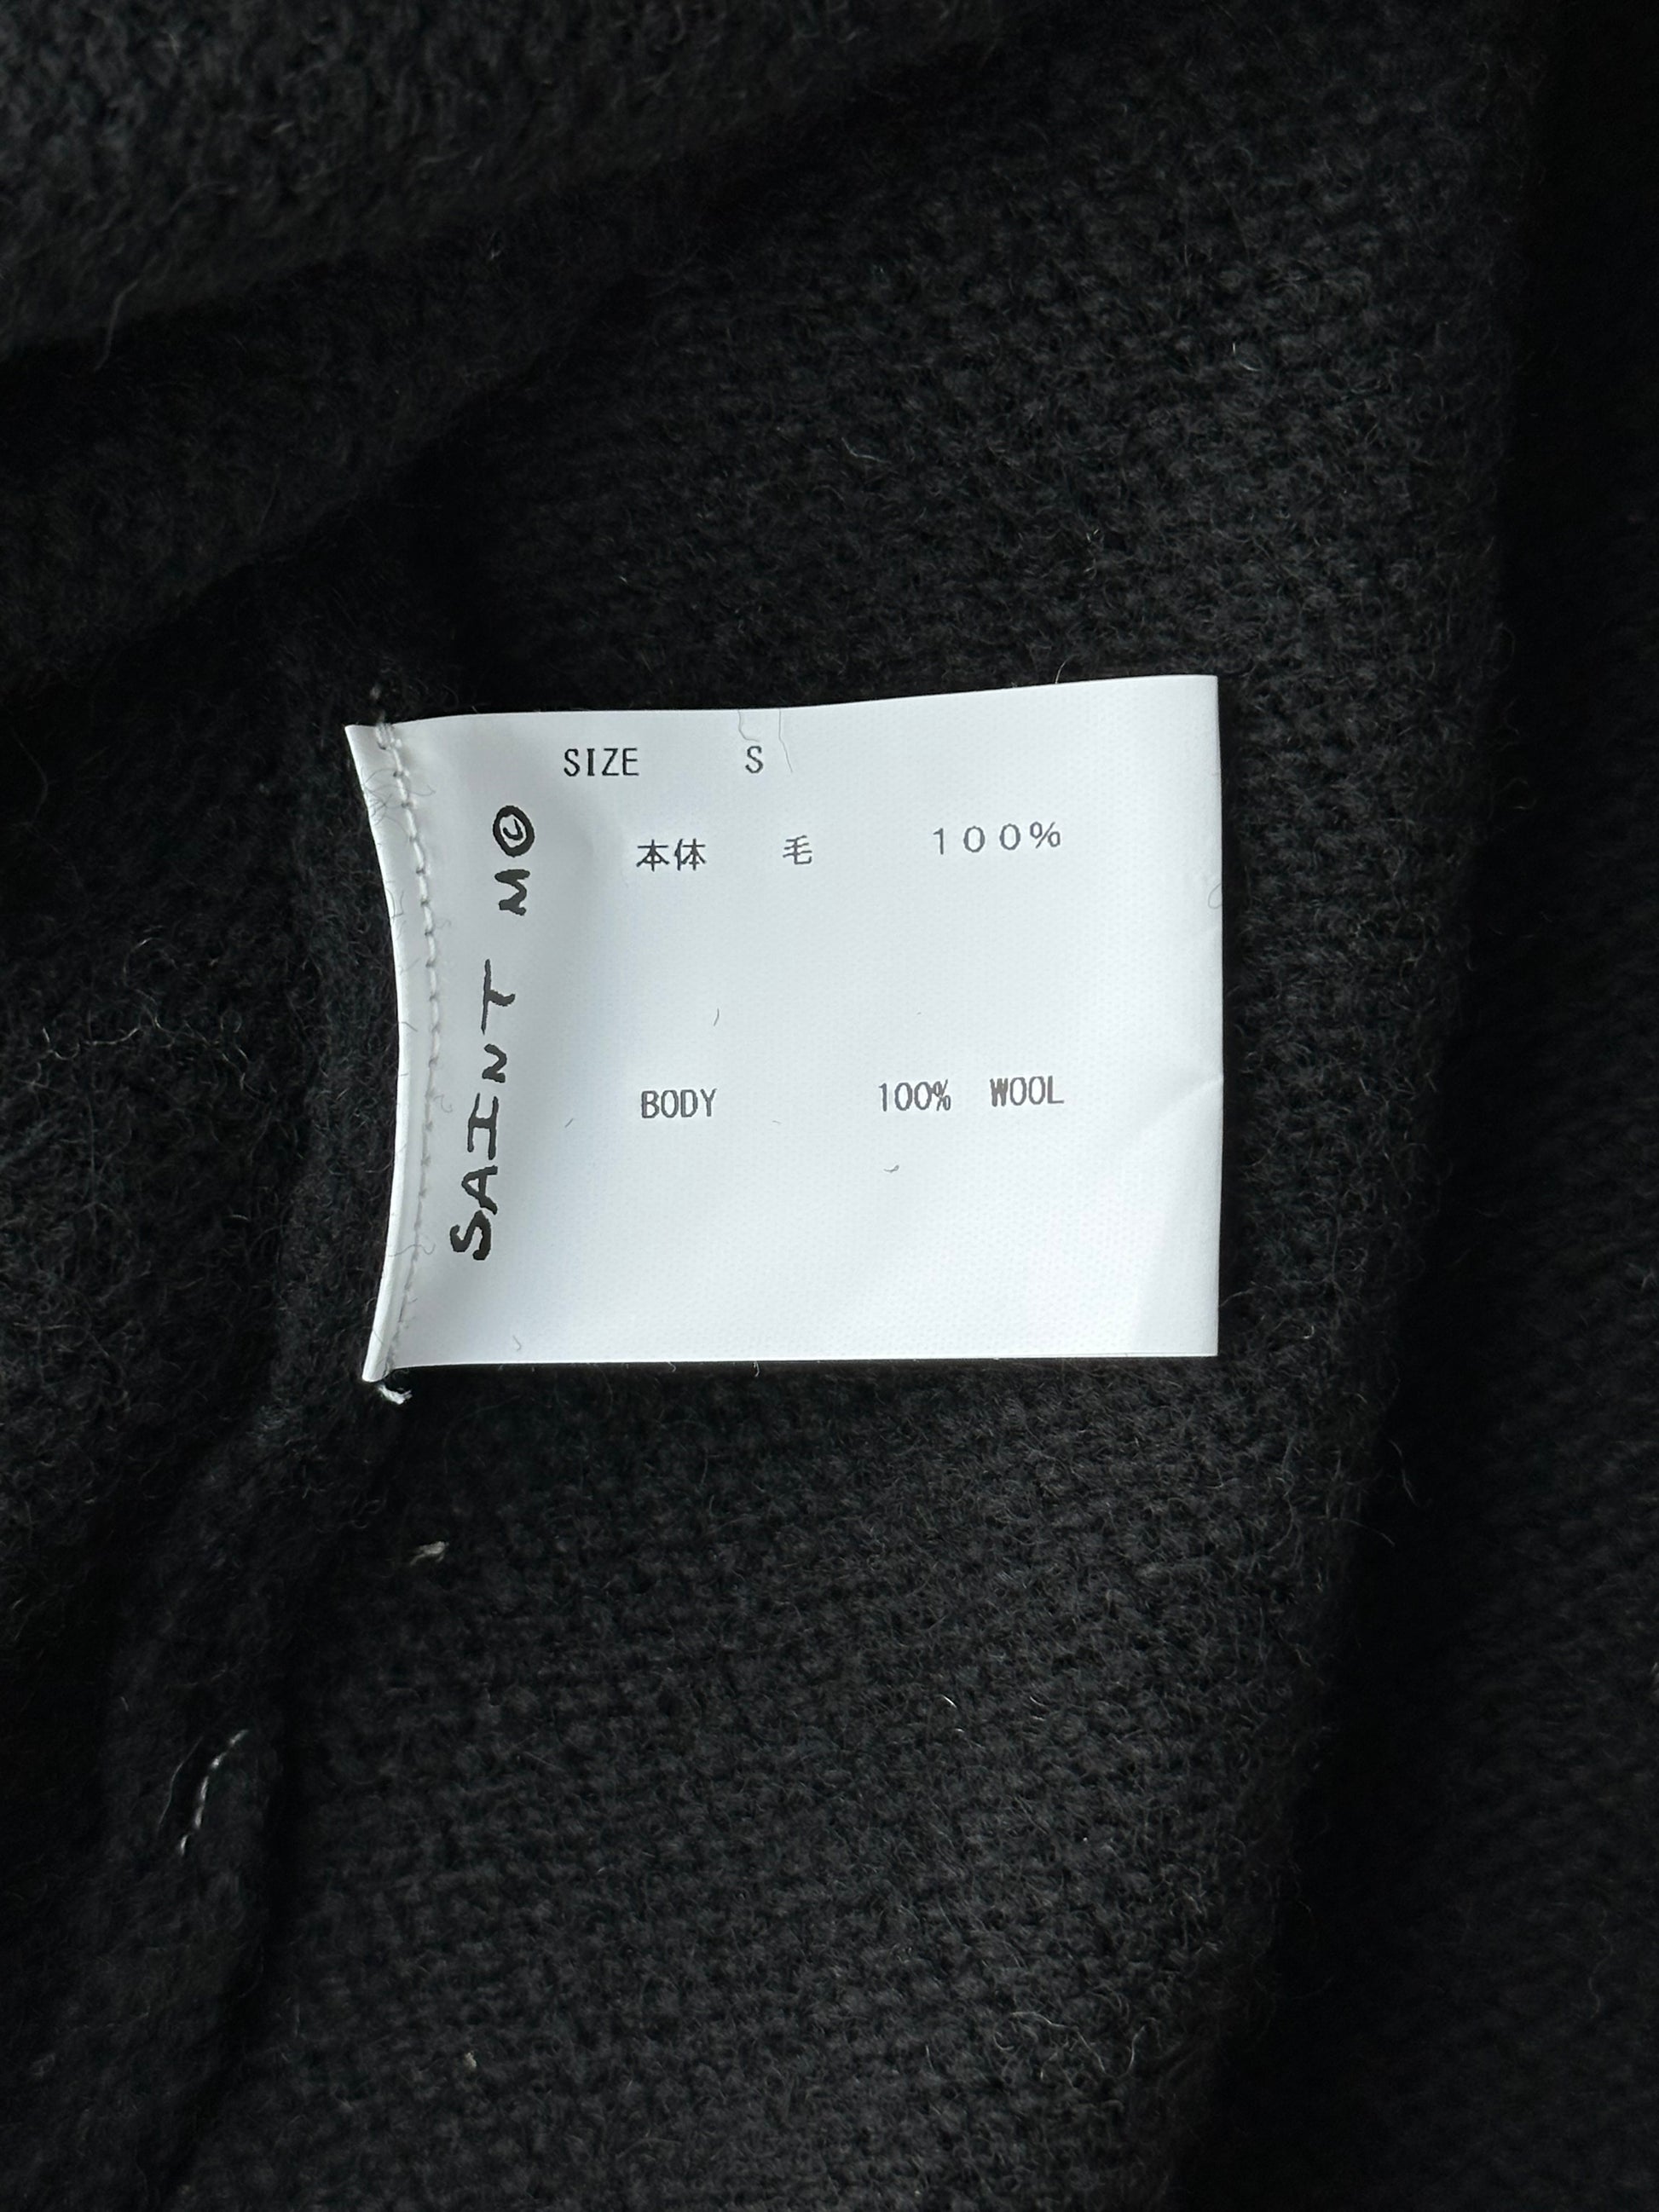 SIZE S
本体 毛 １００％
BODY 100% WOOL
SAINT M©